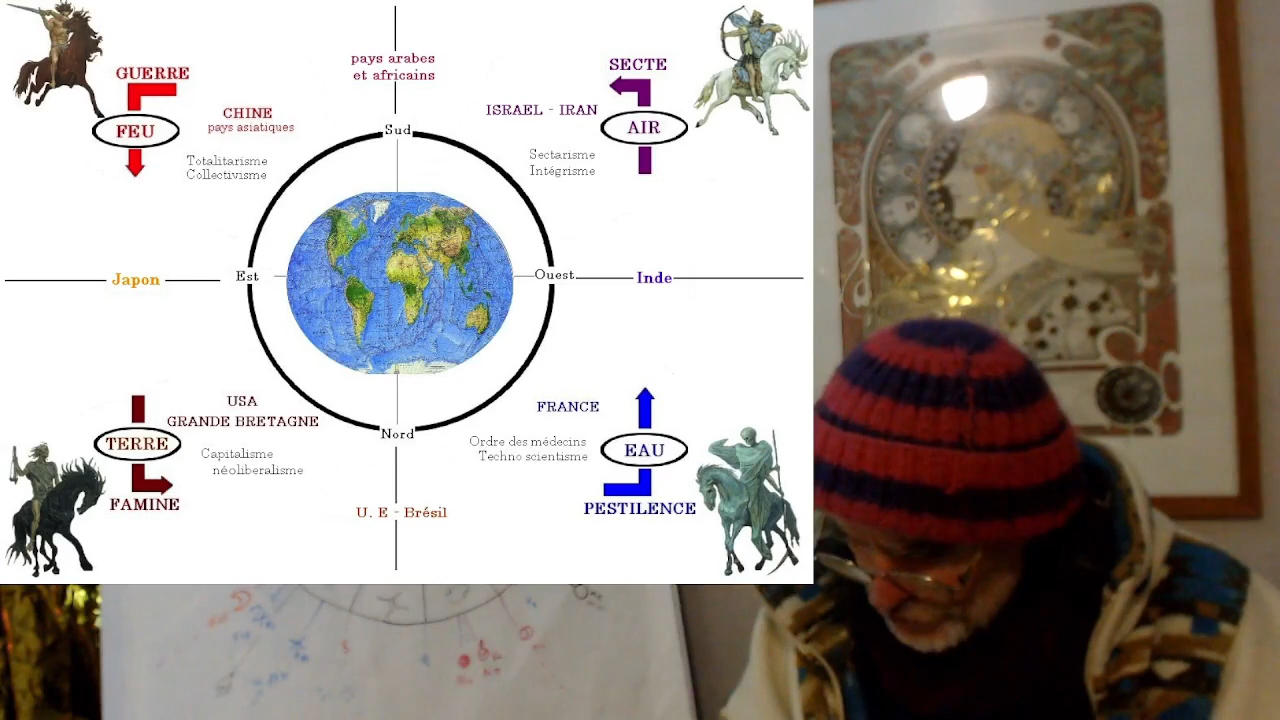 GUERRE
FEU
CHINE
pays asiatiques
Totalitarisme
Collectivisme
pays arabes
et africains
Sud
SECTE
ISRAEL - IRAN
AIR
Sectarisme
Intégrisme
Japon
Est
Ouest
Inde
USA
GRANDE BRETAGNE
TERRE
Capitalisme
néoliberalisme
FAMINE
Nord
U. E - Brésil
FRANCE
Ordre des médecins
Techno scientisme
EAU
PESTILENCE